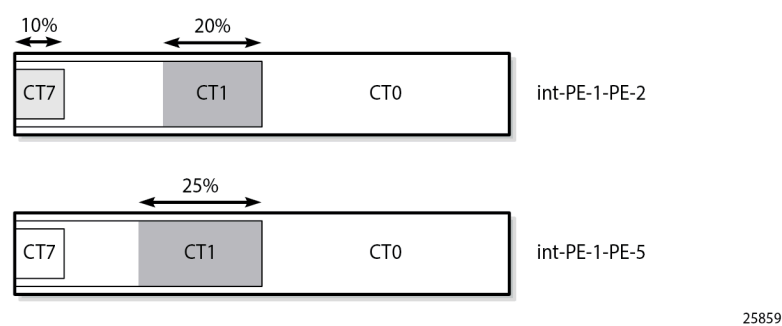 10% 20%
CT7 CT1 CT0 int-PE-1-PE-2
25%
CT7 CT1 CT0 int-PE-1-PE-5
25859